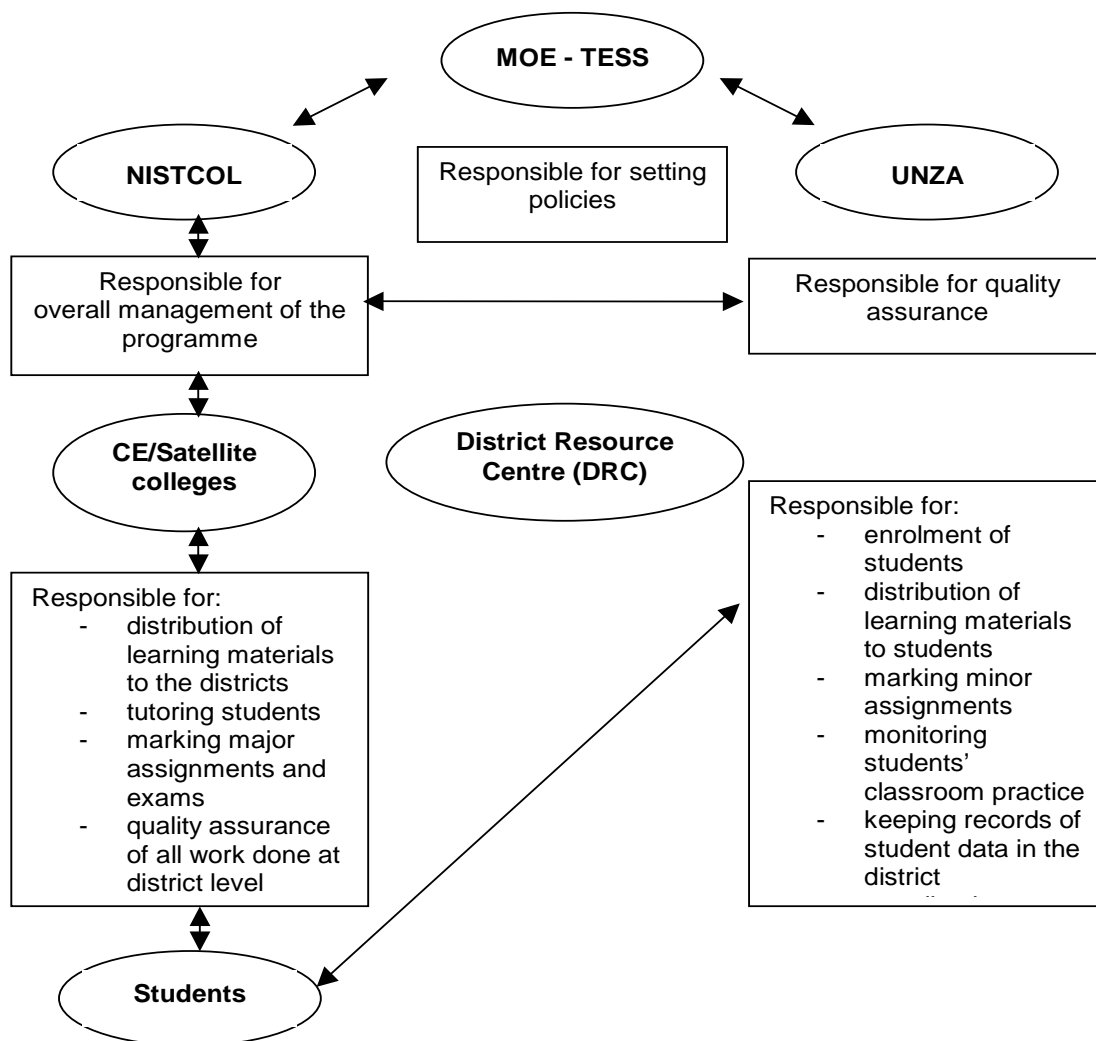 MOE - TESS
NISTCOL
UNZA
Responsible for setting
policies
Responsible for
overall management of the
programme
Responsible for quality
assurance
CE/Satellite
colleges
District Resource
Centre (DRC)
Responsible for:
- distribution of
learning materials
to the districts
- tutoring students
- marking major
assignments and
exams
- quality assurance
of all work done at
district level
Responsible for:
- enrolment of
students
- distribution of
learning materials
to students
- marking minor
assignments
- monitoring
students’
classroom practice
- keeping records of
student data in the
district
Students